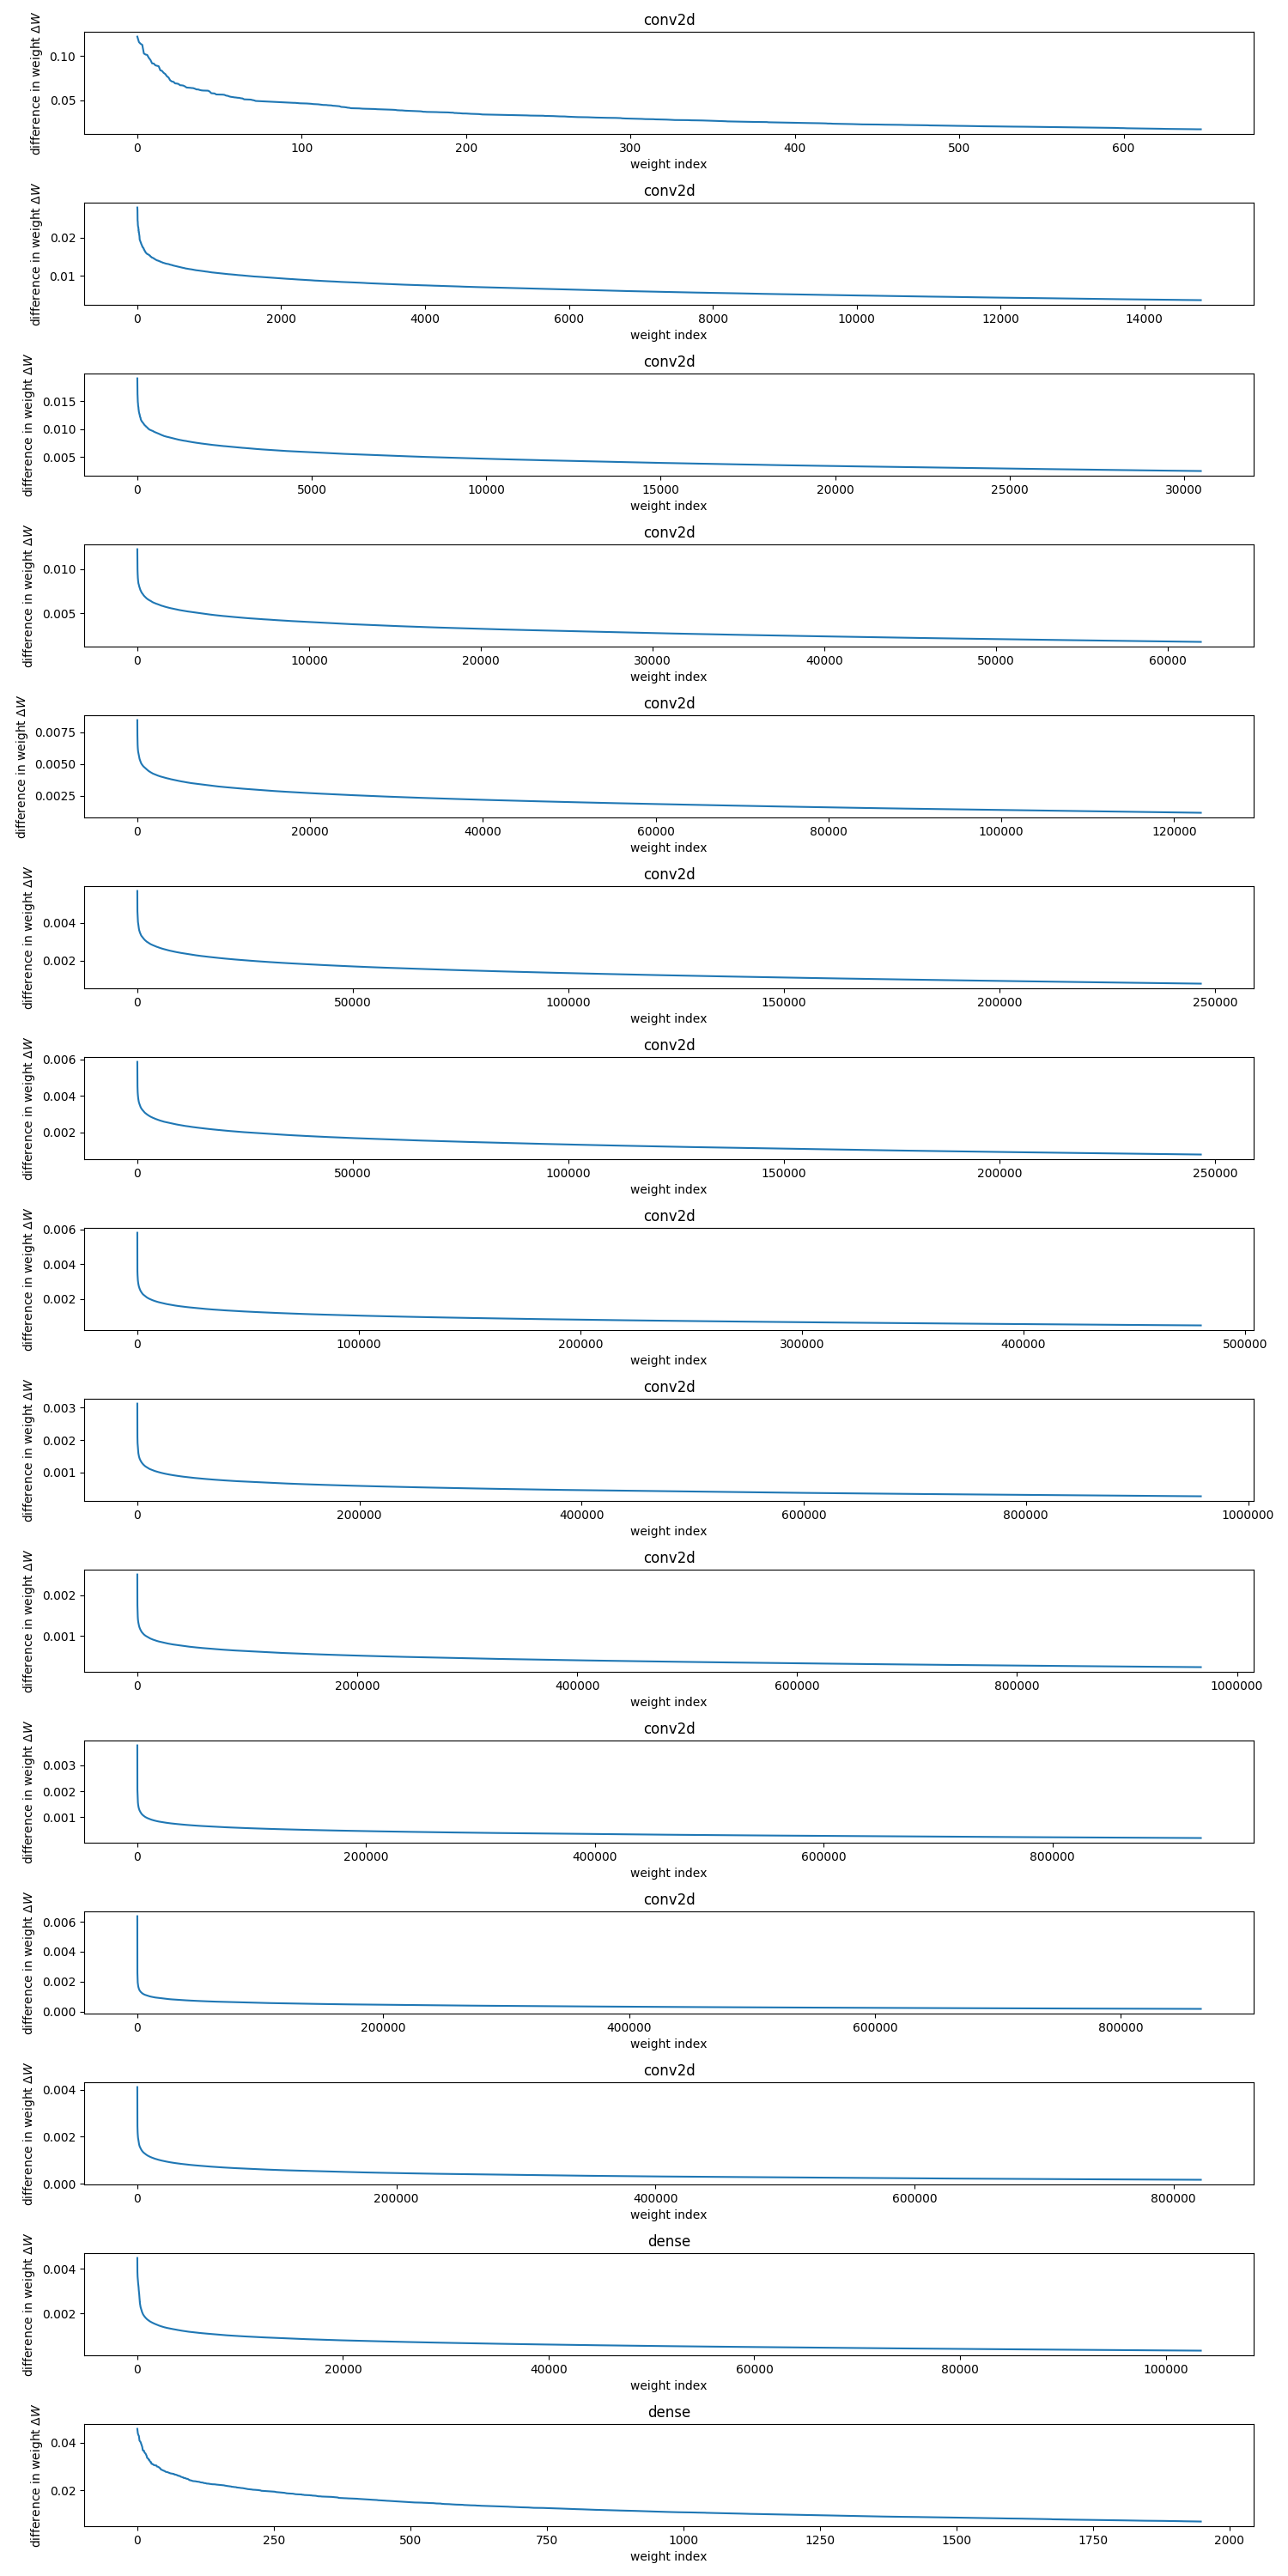 conv2d
difference in weight ΔW
0.10
0.05
0 100 200 300 400 500 600
weight index
conv2d
difference in weight ΔW
0.02
0.01
0 2000 4000 6000 8000 10000 12000 14000
weight index
conv2d
difference in weight ΔW
0.015
0.010
0.005
0 5000 10000 15000 20000 25000 30000
weight index
conv2d
difference in weight ΔW
0.010
0.005
0 10000 20000 30000 40000 50000 60000
weight index
conv2d
difference in weight ΔW
0.0075
0.0050
0.0025
0 20000 40000 60000 80000 100000 120000
weight index
conv2d
difference in weight ΔW
0.004
0.002
0 50000 100000 150000 200000 250000
weight index
conv2d
difference in weight ΔW
0.006
0.004
0.002
0 50000 100000 150000 200000 250000
weight index
conv2d
difference in weight ΔW
0.006
0.004
0.002
0 100000 200000 300000 400000 500000
weight index
conv2d
difference in weight ΔW
0.003
0.002
0.001
0 200000 400000 600000 800000 1000000
weight index
conv2d
difference in weight ΔW
0.002
0.001
0 200000 400000 600000 800000 1000000
weight index
conv2d
difference in weight ΔW
0.003
0.002
0.001
0 200000 400000 600000 800000
weight index
conv2d
difference in weight ΔW
0.006
0.004
0.002
0.000
0 200000 400000 600000 800000
weight index
conv2d
difference in weight ΔW
0.004
0.002
0.000
0 200000 400000 600000 800000
weight index
dense
difference in weight ΔW
0.004
0.002
0 20000 40000 60000 80000 100000
weight index
dense
difference in weight ΔW
0.04
0.02
0 250 500 750 1000 1250 1500 1750 2000
weight index